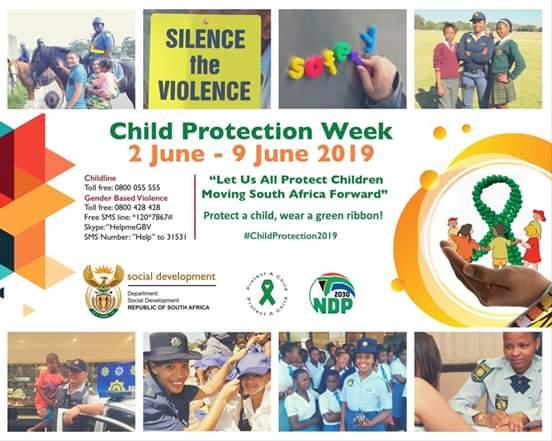 SILENCE
the
VIOLENCE
safety
Child Protection Week
2 June - 9 June 2019
Childline
Toll free: 0800 055 555
Gender Based Violence
Toll free: 0800 428 428
Free SMS line: *120*7867#
Skype:"HelpmeGBV
SMS Number: "Help" to 31531
"Let Us All Protect Children
Moving South Africa Forward"
Protect a child, wear a green ribbon!
#ChildProtection2019
social development
Department:
Social Development
REPUBLIC OF SOUTH AFRICA
Protect A Child
Protect A Child
2030
NDP